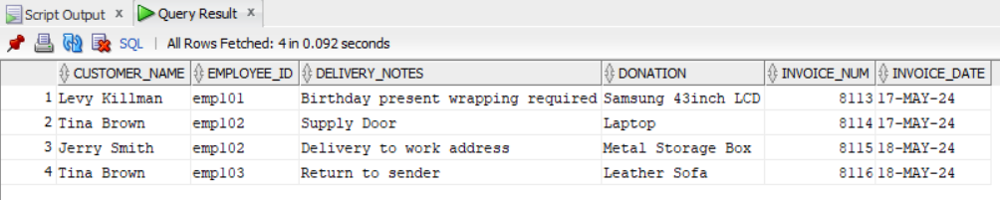 Script Output x Query Result x
SQL | All Rows Fetched: 4 in 0.092 seconds
CUSTOMER_NAME EMPLOYEE_ID DELIVERY_NOTES DONATION INVOICE_NUM INVOICE_DATE
1 Levy Killman emp101 Birthday present wrapping required Samsung 43inch LCD 8113 17-MAY-24
2 Tina Brown emp102 Supply Door Laptop 8114 17-MAY-24
3 Jerry Smith emp102 Delivery to work address Metal Storage Box 8115 18-MAY-24
4 Tina Brown emp103 Return to sender Leather Sofa 8116 18-MAY-24